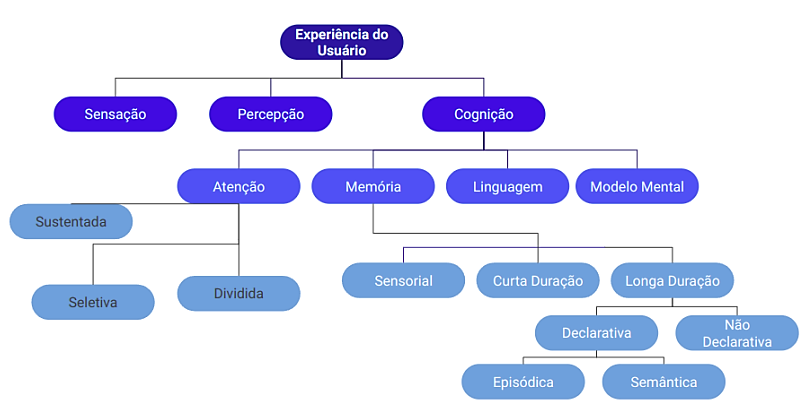 Experiência do
Usuário
Sensação
Percepção
Cognição
Atenção
Memória
Linguagem
Modelo Mental
Sustentada
Seletiva
Dividida
Sensorial
Curta Duração
Longa Duração
Declarativa
Não
Declarativa
Episódica
Semântica